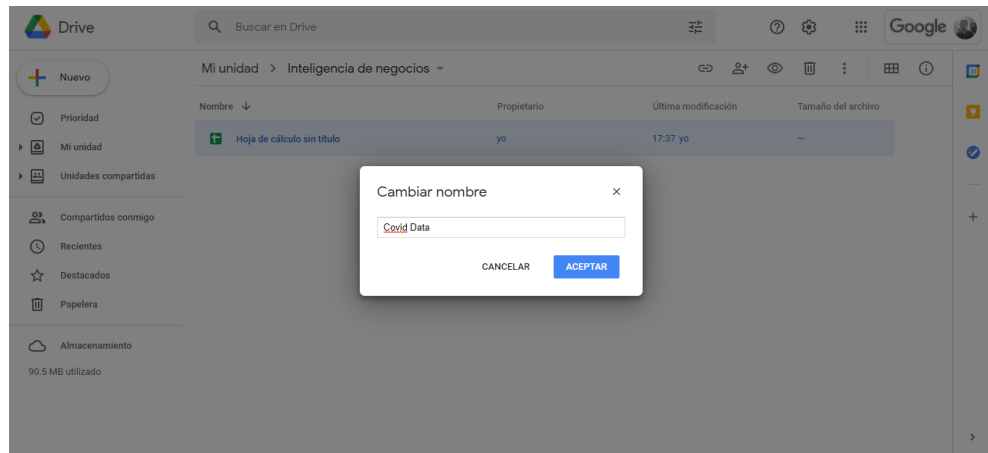 Drive
Buscar en Drive
Google
Nuevo
Mi unidad > Inteligencia de negocios
Nombre Propietario Última modificación Tamaño del archivo
Hoja de cálculo sin título yo 17:37 yo —
Prioridad
Mi unidad
Unidades compartidas
Compartidos conmigo
Recientes
Destacados
Papelera
Almacenamiento
90.5 MB utilizado
Cambiar nombre
Covid Data
CANCELAR ACEPTAR